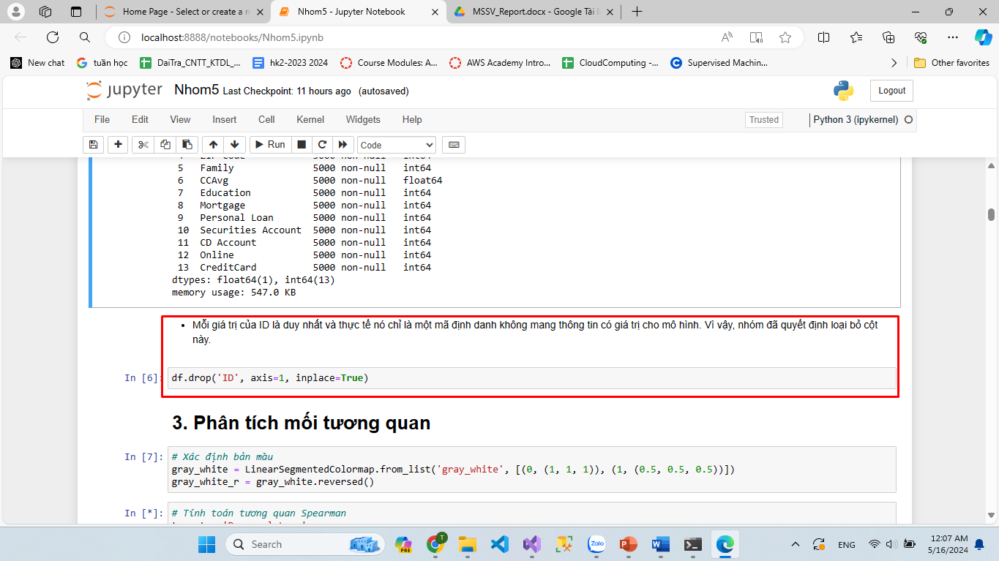 Home Page - Select or create a n
Nhom5 - Jupyter Notebook
MSSV_Report.docx - Google Tài l
localhost:8888/notebooks/Nhom5.ipynb
New chat
tuần học
DaiTra_CNTT_KTDL_...
hk2-2023 2024
Course Modules: A...
AWS Academy Intro...
CloudComputing -...
Supervised Machin...
Other favorites
jupyter Nhom5 Last Checkpoint: 11 hours ago (autosaved)
Logout
File Edit View Insert Cell Kernel Widgets Help
Trusted
Python 3 (ipykernel)
Run
Code
5 Family 5000 non-null int64
6 CCAvg 5000 non-null float64
7 Education 5000 non-null int64
8 Mortgage 5000 non-null int64
9 Personal Loan 5000 non-null int64
10 Securities Account 5000 non-null int64
11 CD Account 5000 non-null int64
12 Online 5000 non-null int64
13 CreditCard 5000 non-null int64
dtypes: float64(1), int64(13)
memory usage: 547.0 KB
• Mỗi giá trị của ID là duy nhất và thực tế nó chỉ là một mã định danh không mang thông tin có giá trị cho mô hình. Vì vậy, nhóm đã quyết định loại bỏ cột
này.
In [6]: df.drop('ID', axis=1, inplace=True)
3. Phân tích mối tương quan
In [7]: # Xác định bản màu
gray_white = LinearSegmentedColormap.from_list('gray_white', [(0, (1, 1, 1)), (1, (0.5, 0.5, 0.5))])
gray_white_r = gray_white.reversed()
In [*]: # Tính toán tương quan Spearman
Search
PRE
T
Zalo
ENG
12:07 AM
5/16/2024